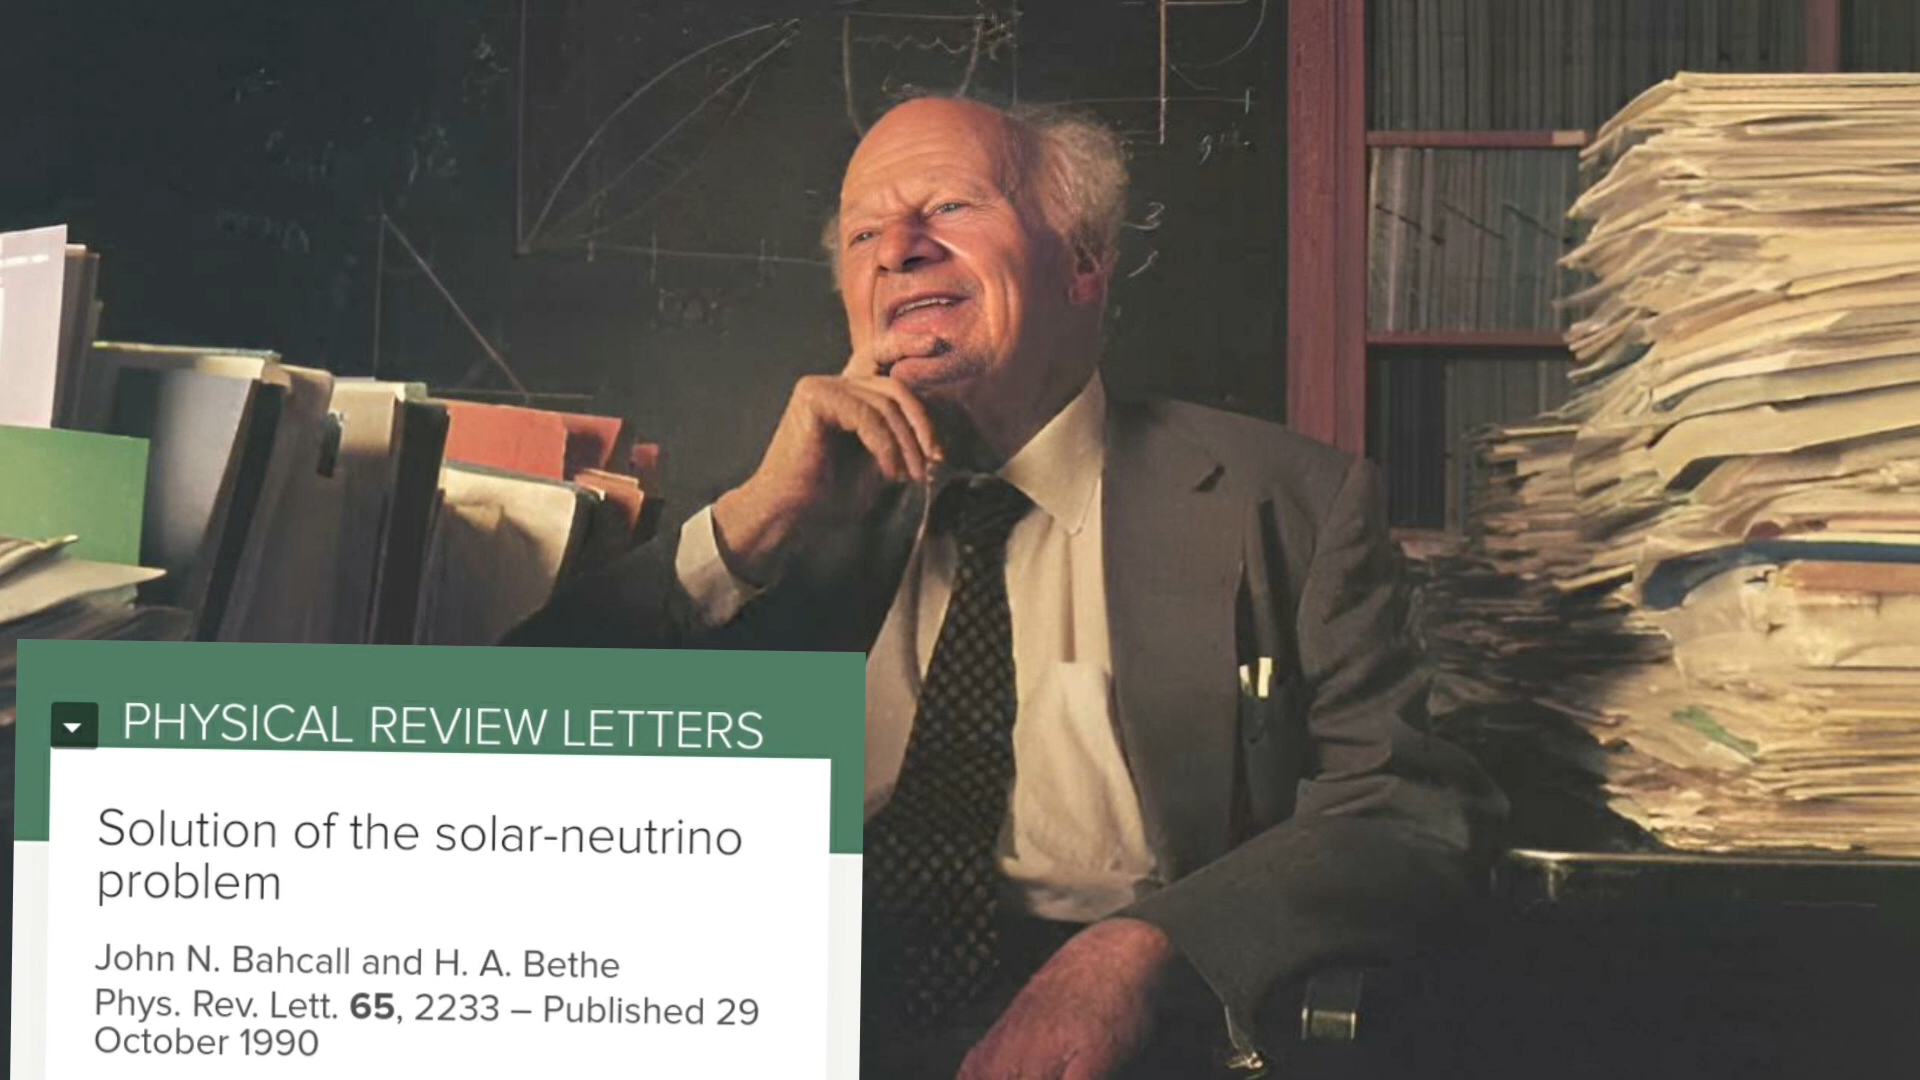 PHYSICAL REVIEW LETTERS
Solution of the solar-neutrino
problem
John N. Bahcall and H. A. Bethe
Phys. Rev. Lett. 65, 2233 – Published 29
October 1990